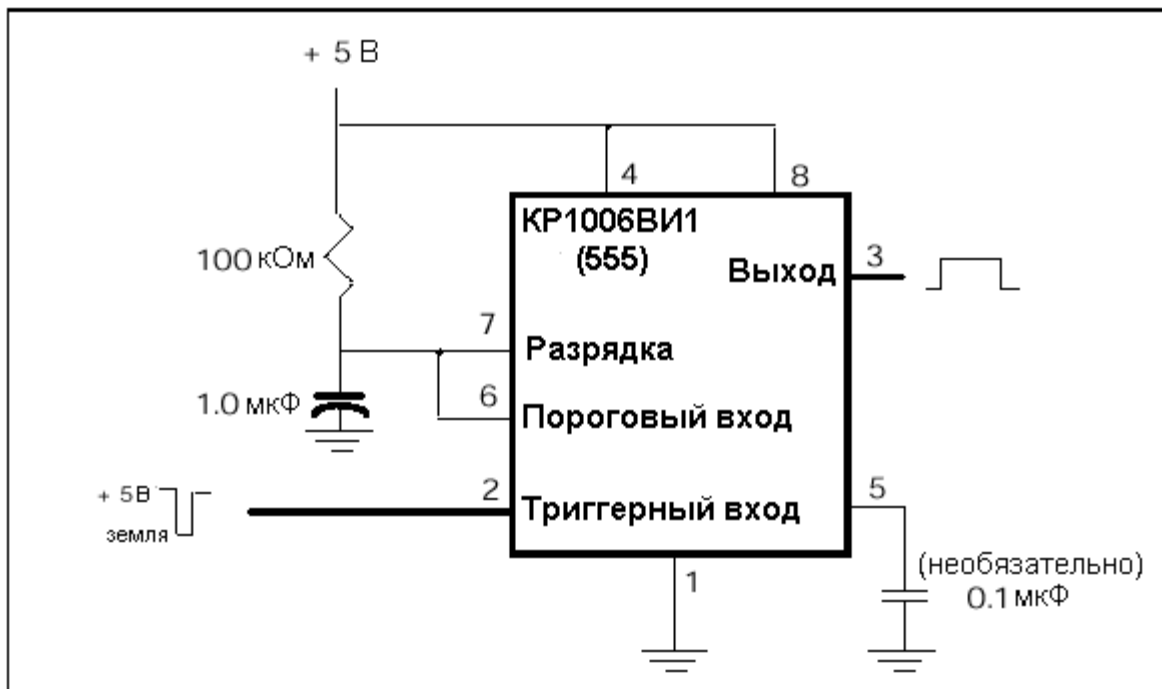 + 5 В
4
8
КР1006ВИ1
(555)
100 кОм
Выход
3
7
Разрядка
1.0 мкФ
6
Пороговый вход
+ 5В
земля
2
Триггерный вход
5
1
(необязательно)
0.1 мкФ